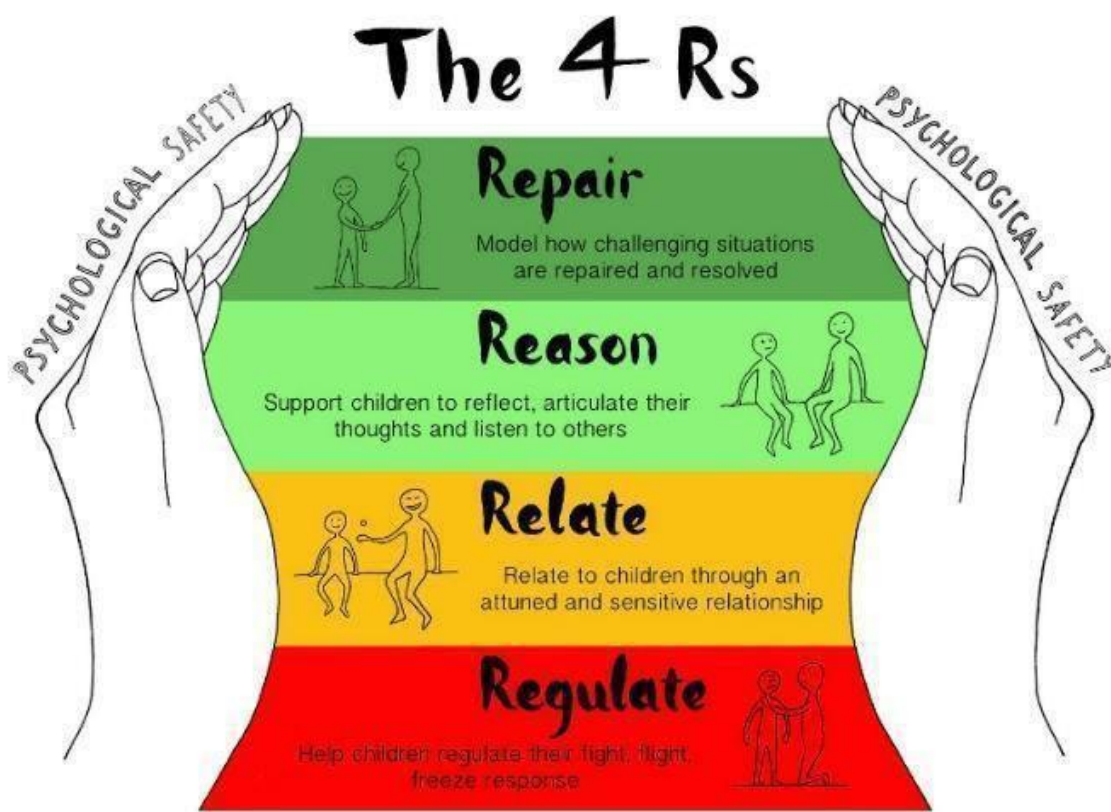 The 4 Rs
PSYCHOLOGICAL SAFETY
PSYCHOLOGICAL SAFETY
Repair
Model how challenging situations
are repaired and resolved
Reason
Support children to reflect, articulate their
thoughts and listen to others
Relate
Relate to children through an
attuned and sensitive relationship
Regulate
Help children regulate their fight, flight,
freeze response